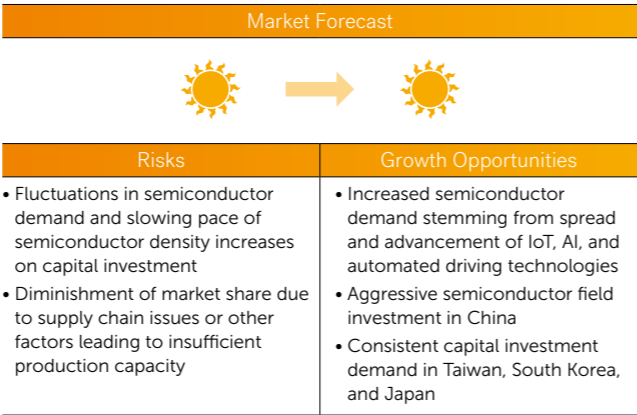 Market Forecast
Risks
• Fluctuations in semiconductor
demand and slowing pace of
semiconductor density increases
on capital investment
• Diminishment of market share due
to supply chain issues or other
factors leading to insufficient
production capacity
Growth Opportunities
• Increased semiconductor
demand stemming from spread
and advancement of IoT, AI, and
automated driving technologies
• Aggressive semiconductor field
investment in China
• Consistent capital investment
demand in Taiwan, South Korea,
and Japan